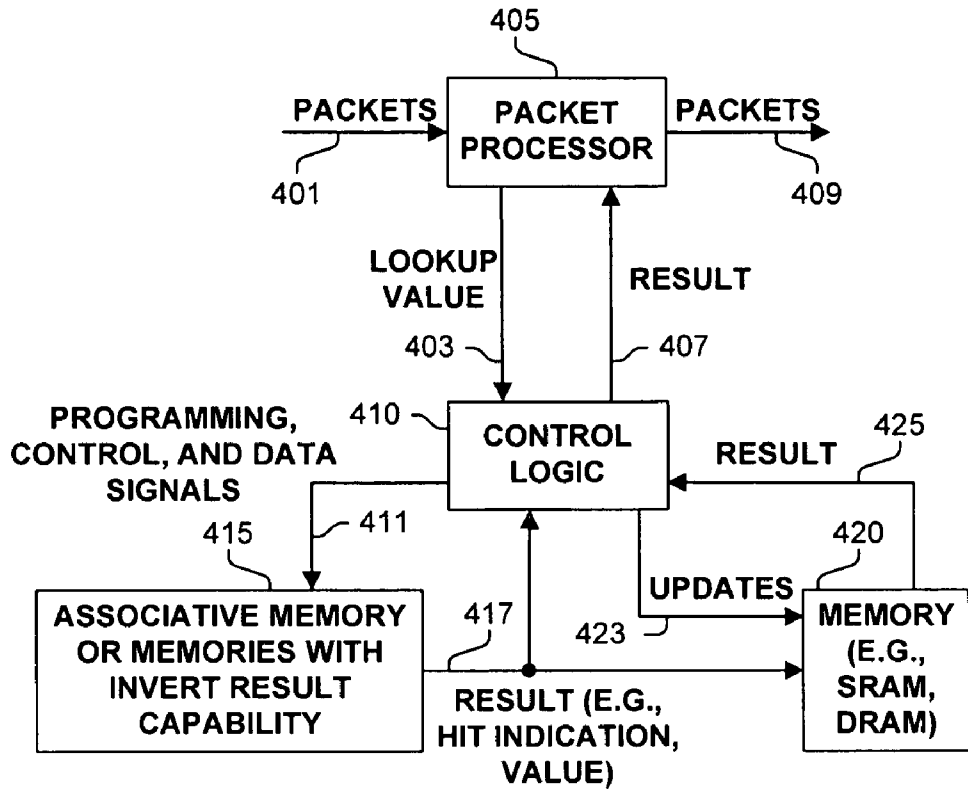 405
PACKETS
PACKET
PROCESSOR
PACKETS
401
409
LOOKUP
VALUE
RESULT
403
407
PROGRAMMING,
CONTROL, AND DATA
SIGNALS
410
CONTROL
LOGIC
RESULT
425
411
415
420
ASSOCIATIVE MEMORY
OR MEMORIES WITH
INVERT RESULT
CAPABILITY
417
UPDATES
423
MEMORY
(E.G.,
SRAM,
DRAM)
RESULT (E.G.,
HIT INDICATION,
VALUE)